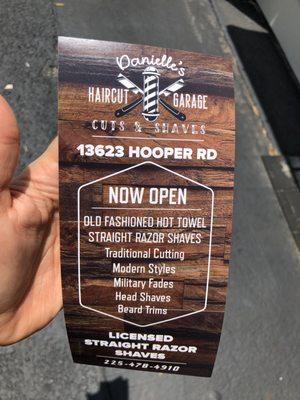 Danielle's
HAIRCUT GARAGE
CUTS & SHAVES
13623 HOOPER RD
NOW OPEN
OLD FASHIONED HOT TOWEL
STRAIGHT RAZOR SHAVES
Traditional Cutting
Modern Styles
Military Fades
Head Shaves
Beard Trims
LICENSED
STRAIGHT RAZOR
SHAVES
225-478-4910